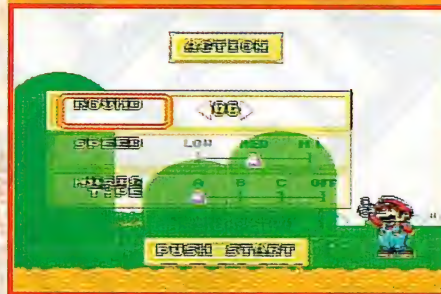 ACTION
ROUND 06
SPEED LOW MED HI
MUSIC TYPE A B C OFF
PUSH START